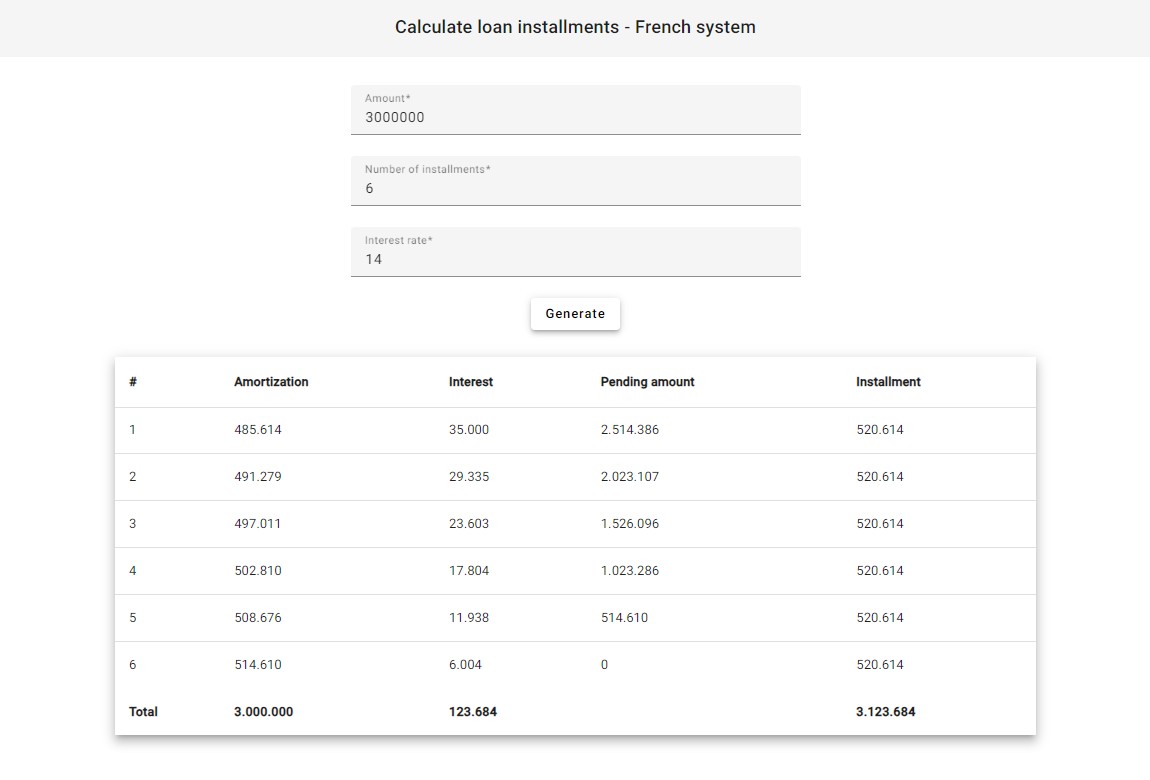 Calculate loan installments - French system
Amount*
3000000
Number of installments*
6
Interest rate*
14
Generate
# Amortization Interest Pending amount Installment
1 485.614 35.000 2.514.386 520.614
2 491.279 29.335 2.023.107 520.614
3 497.011 23.603 1.526.096 520.614
4 502.810 17.804 1.023.286 520.614
5 508.676 11.938 514.610 520.614
6 514.610 6.004 0 520.614
Total 3.000.000 123.684 3.123.684